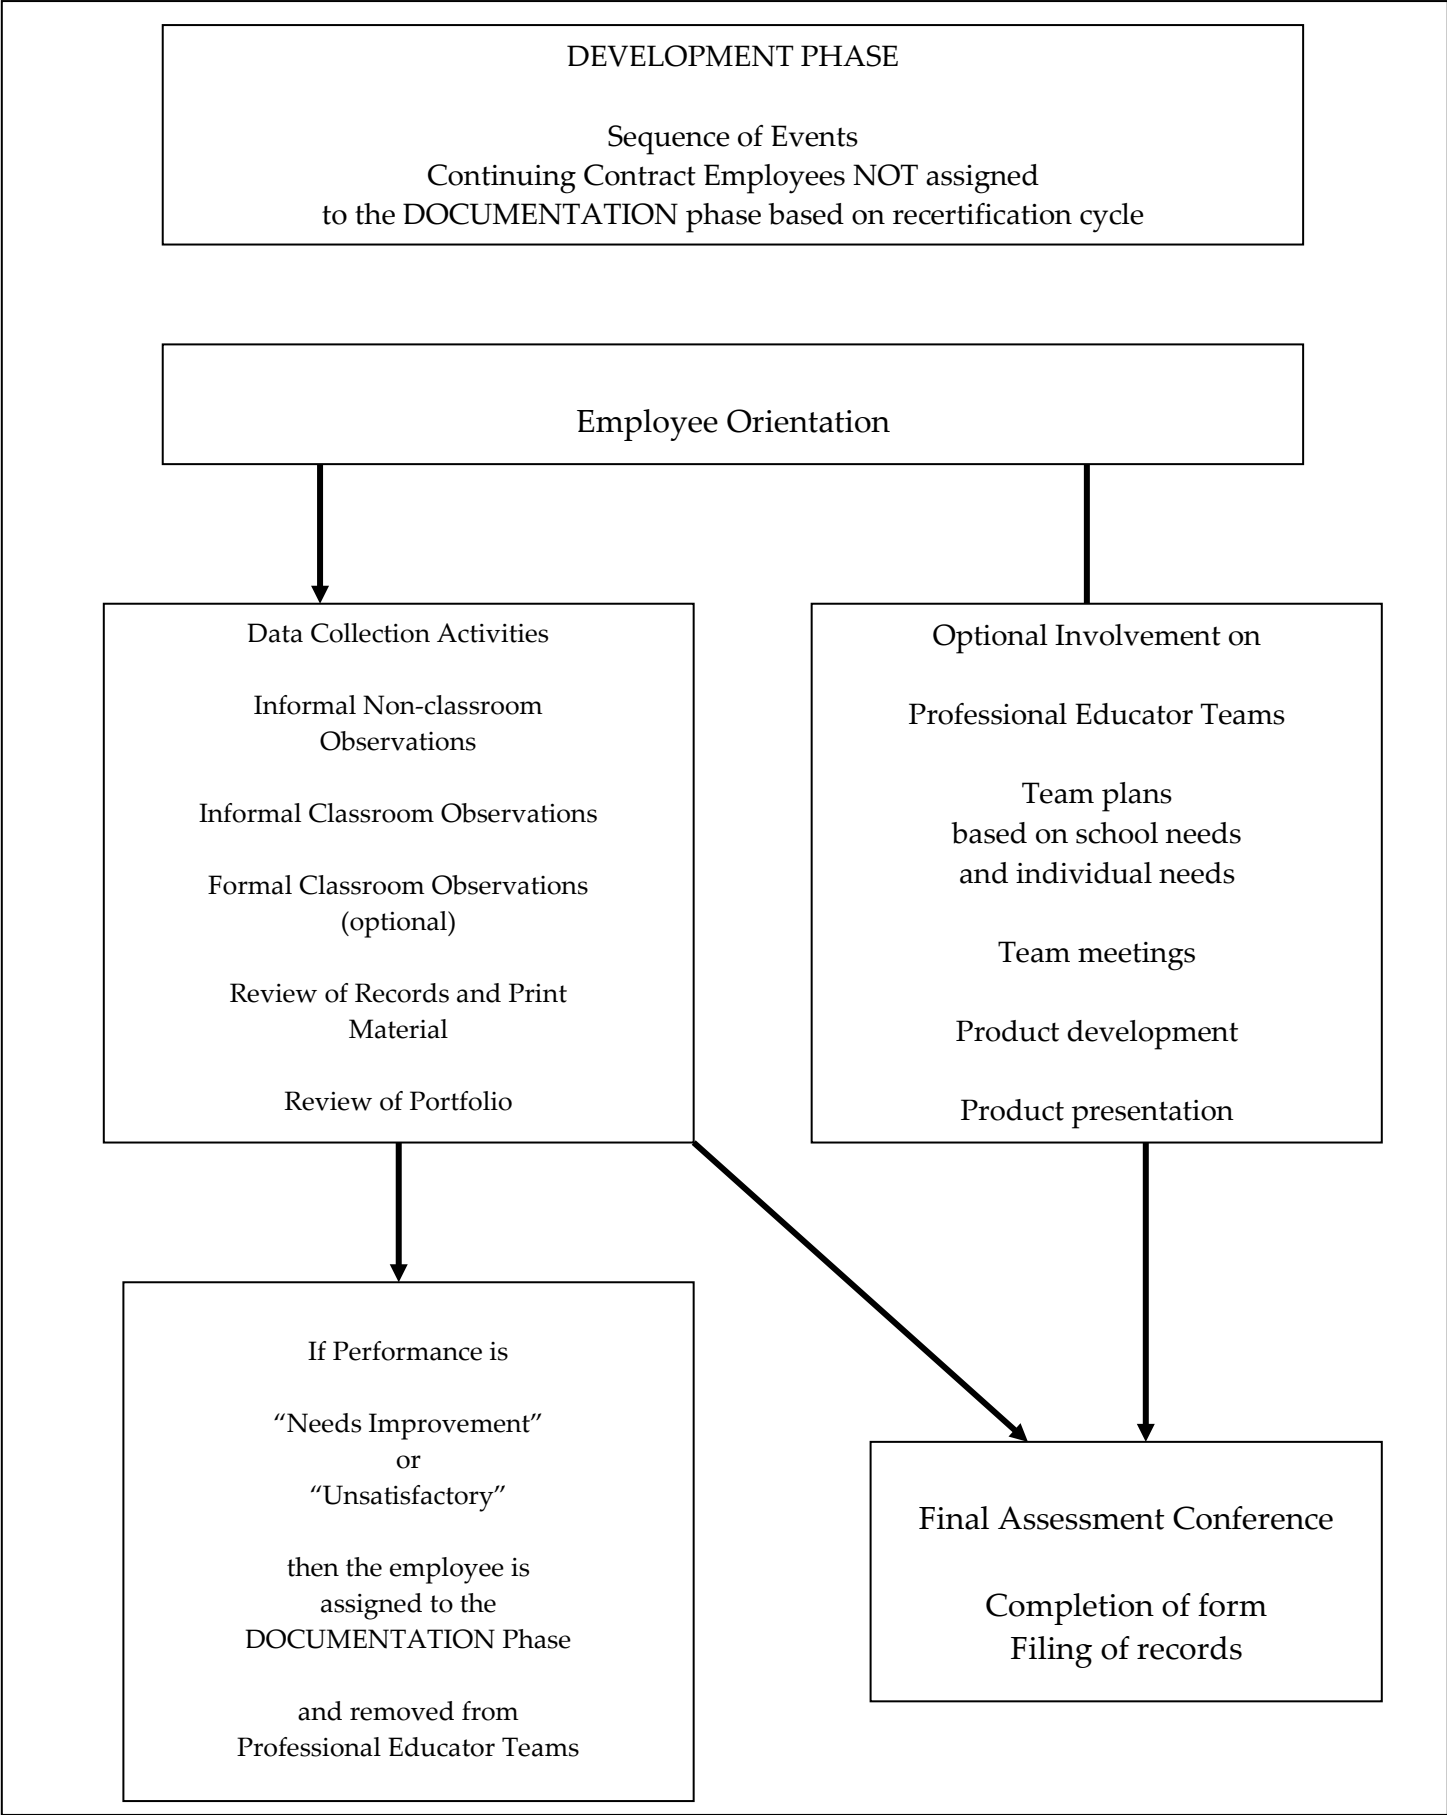 DEVELOPMENT PHASE
Sequence of Events
Continuing Contract Employees NOT assigned
to the DOCUMENTATION phase based on recertification cycle
Employee Orientation
Data Collection Activities
Informal Non-classroom
Observations
Informal Classroom Observations
Formal Classroom Observations
(optional)
Review of Records and Print
Material
Review of Portfolio
Optional Involvement on
Professional Educator Teams
Team plans
based on school needs
and individual needs
Team meetings
Product development
Product presentation
If Performance is
“Needs Improvement”
or
“Unsatisfactory”
then the employee is
assigned to the
DOCUMENTATION Phase
and removed from
Professional Educator Teams
Final Assessment Conference
Completion of form
Filing of records